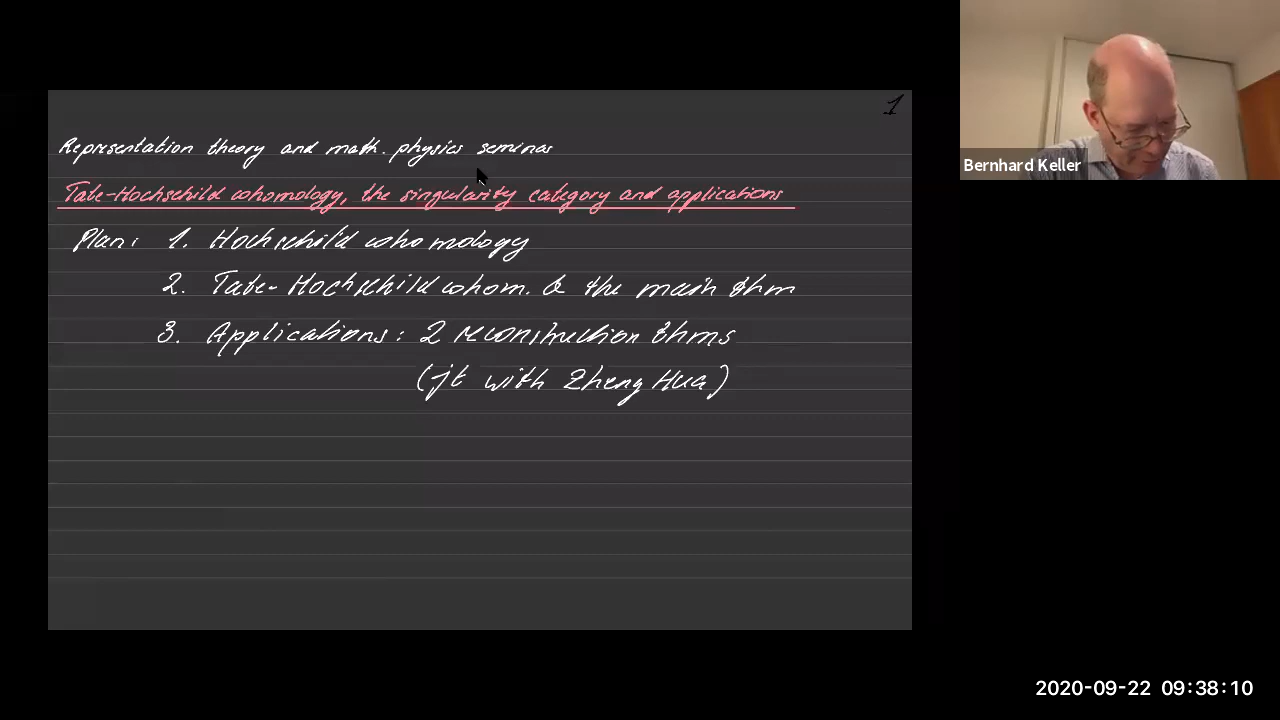 1
Representation theory and math. physics seminar
Tate-Hochschild cohomology, the singularity category and applications
Plan: 1. Hochschild cohomology
2. Tate-Hochschild cohom. & the main thm
3. Applications: 2 reconstruction thms
(jt with Zheng Hua)
Bernhard Keller
2020-09-22 09:38:10